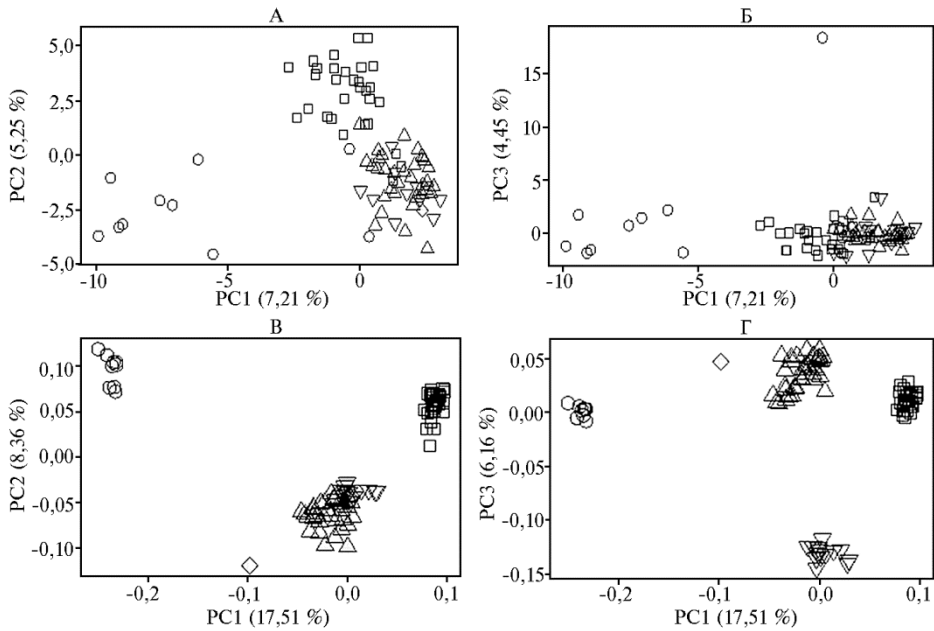 А
5,0
2,5
0,0
-2,5
-5,0
PC2 (5,25 %)
-10
-5
0
PC1 (7,21 %)
Б
15
10
5
0
PC3 (4,45 %)
-10
-5
0
PC1 (7,21 %)
В
0,10
0,05
0,00
-0,05
-0,10
PC2 (8,36 %)
-0,2
-0,1
0,0
0,1
PC1 (17,51 %)
Г
0,05
0,00
-0,05
-0,10
-0,15
PC3 (6,16 %)
-0,2
-0,1
0,0
0,1
PC1 (17,51 %)